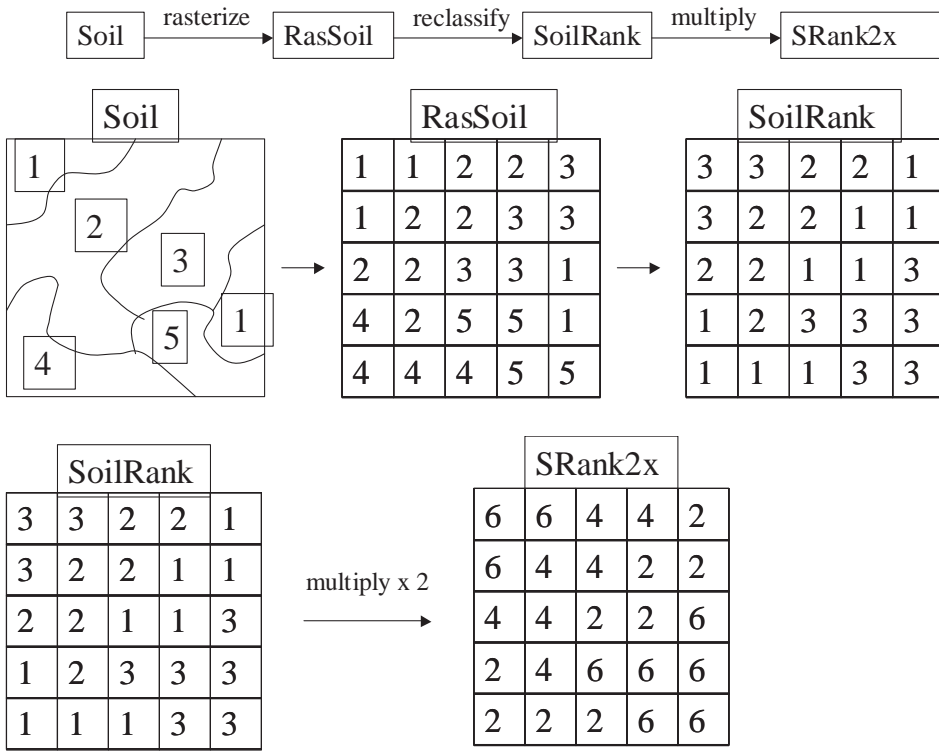 Soil rasterize RasSoil reclassify SoilRank multiply SRank2x
Soil
1
2
3
1
5
4
RasSoil
1 1 2 2 3
1 2 2 3 3
2 2 3 3 1
4 2 5 5 1
4 4 4 5 5
SoilRank
3 3 2 2 1
3 2 2 1 1
2 2 1 1 3
1 2 3 3 3
1 1 1 3 3
SoilRank
3 3 2 2 1
3 2 2 1 1
2 2 1 1 3
1 2 3 3 3
1 1 1 3 3
multiply x 2
SRank2x
6 6 4 4 2
6 4 4 2 2
4 4 2 2 6
2 4 6 6 6
2 2 2 6 6